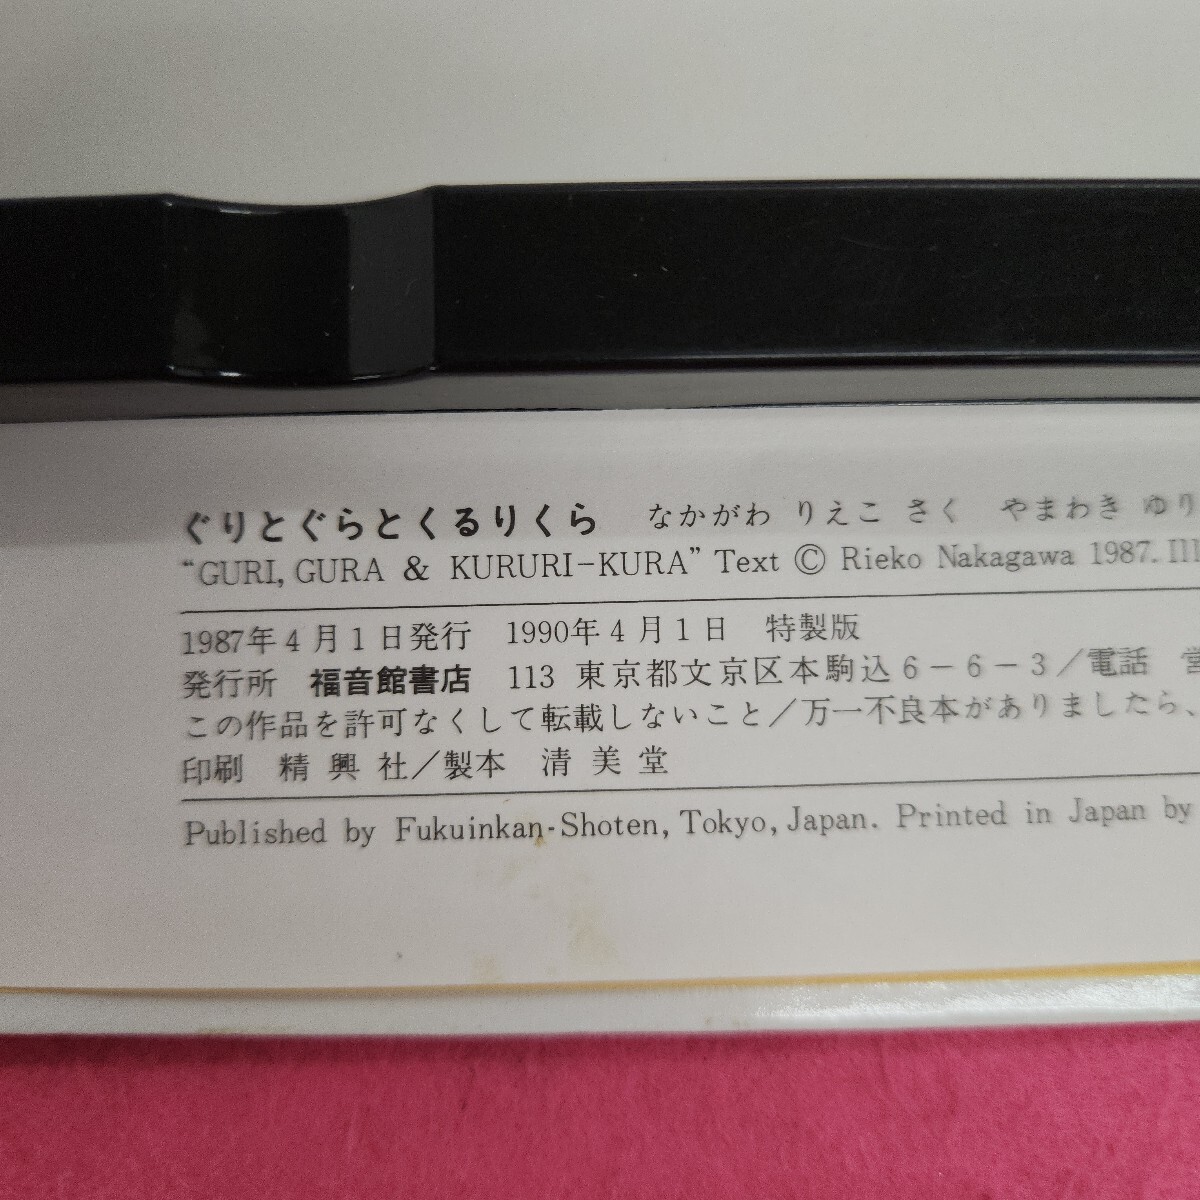 ぐりとぐらとくるりくら　なかがわ りえこ さく　やまわき ゆり
“GURI, GURA & KURURI-KURA” Text © Rieko Nakagawa 1987. Ill
1987年4月1日発行　1990年4月1日　特製版
発行所　福音館書店　113 東京都文京区本駒込6-6-3／電話　営
この作品を許可なくして転載しないこと／万一不良本がありましたら、
印刷　精興社／製本　清美堂
Published by Fukuinkan-Shoten, Tokyo, Japan. Printed in Japan by